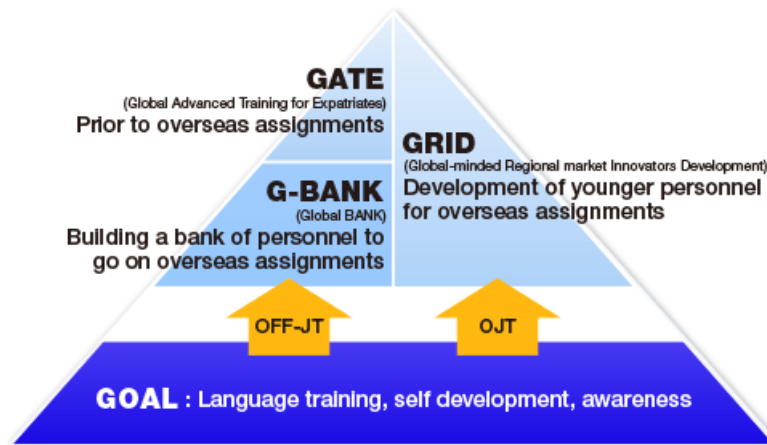 GATE
(Global Advanced Training for Expatriates)
Prior to overseas assignments
G-BANK
(Global BANK)
Building a bank of personnel to
go on overseas assignments
GRID
(Global-minded Regional market Innovators Development)
Development of younger personnel
for overseas assignments
OFF-JT
OJT
GOAL : Language training, self development, awareness